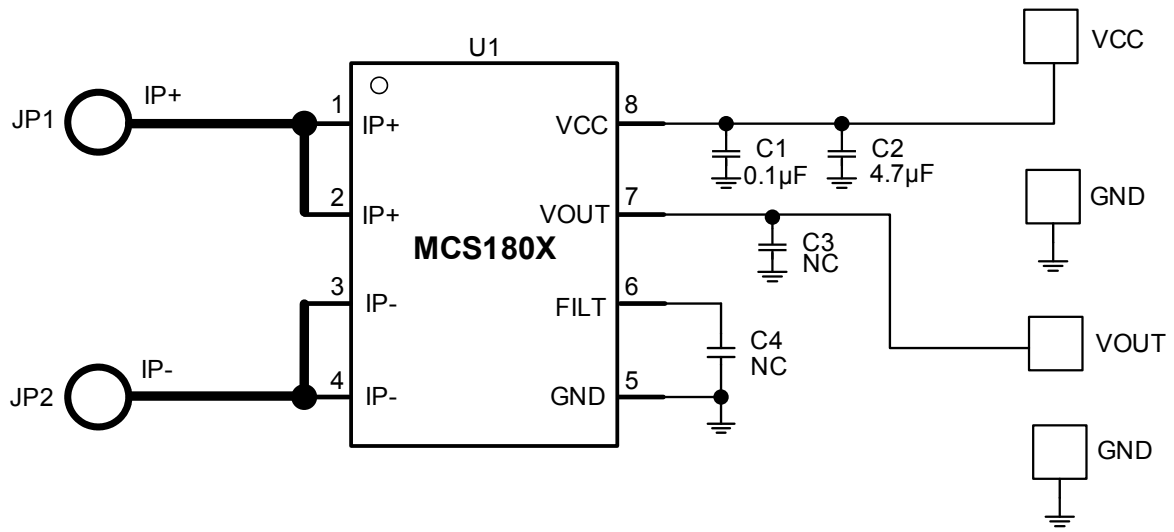 U1
VCC
JP1
IP+
1
IP+
VCC
8
C1
0.1µF
C2
4.7µF
2
IP+
VOUT
7
GND
MCS180X
C3
NC
3
IP-
FILT
6
C4
NC
VOUT
JP2
IP-
4
IP-
GND
5
GND